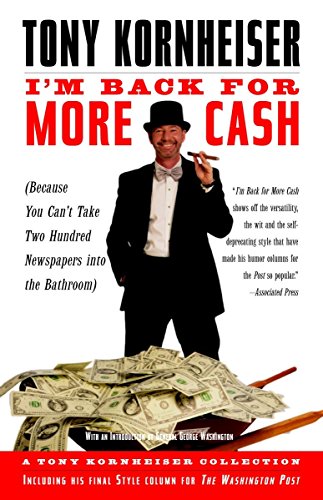 TONY KORNHEISER
I'M BACK FOR
MORE CASH
(Because
You Can't Take
Two Hundred
Newspapers into
the Bathroom)
"I'm Back for More Cash
shows off the versatility,
the wit and the self-
deprecating style that have
made his humor columns for
the Post so popular."
—Associated Press
With an Introduction by General George Washington
A TONY KORNHEISER COLLECTION
Including his final Style column for The Washington Post